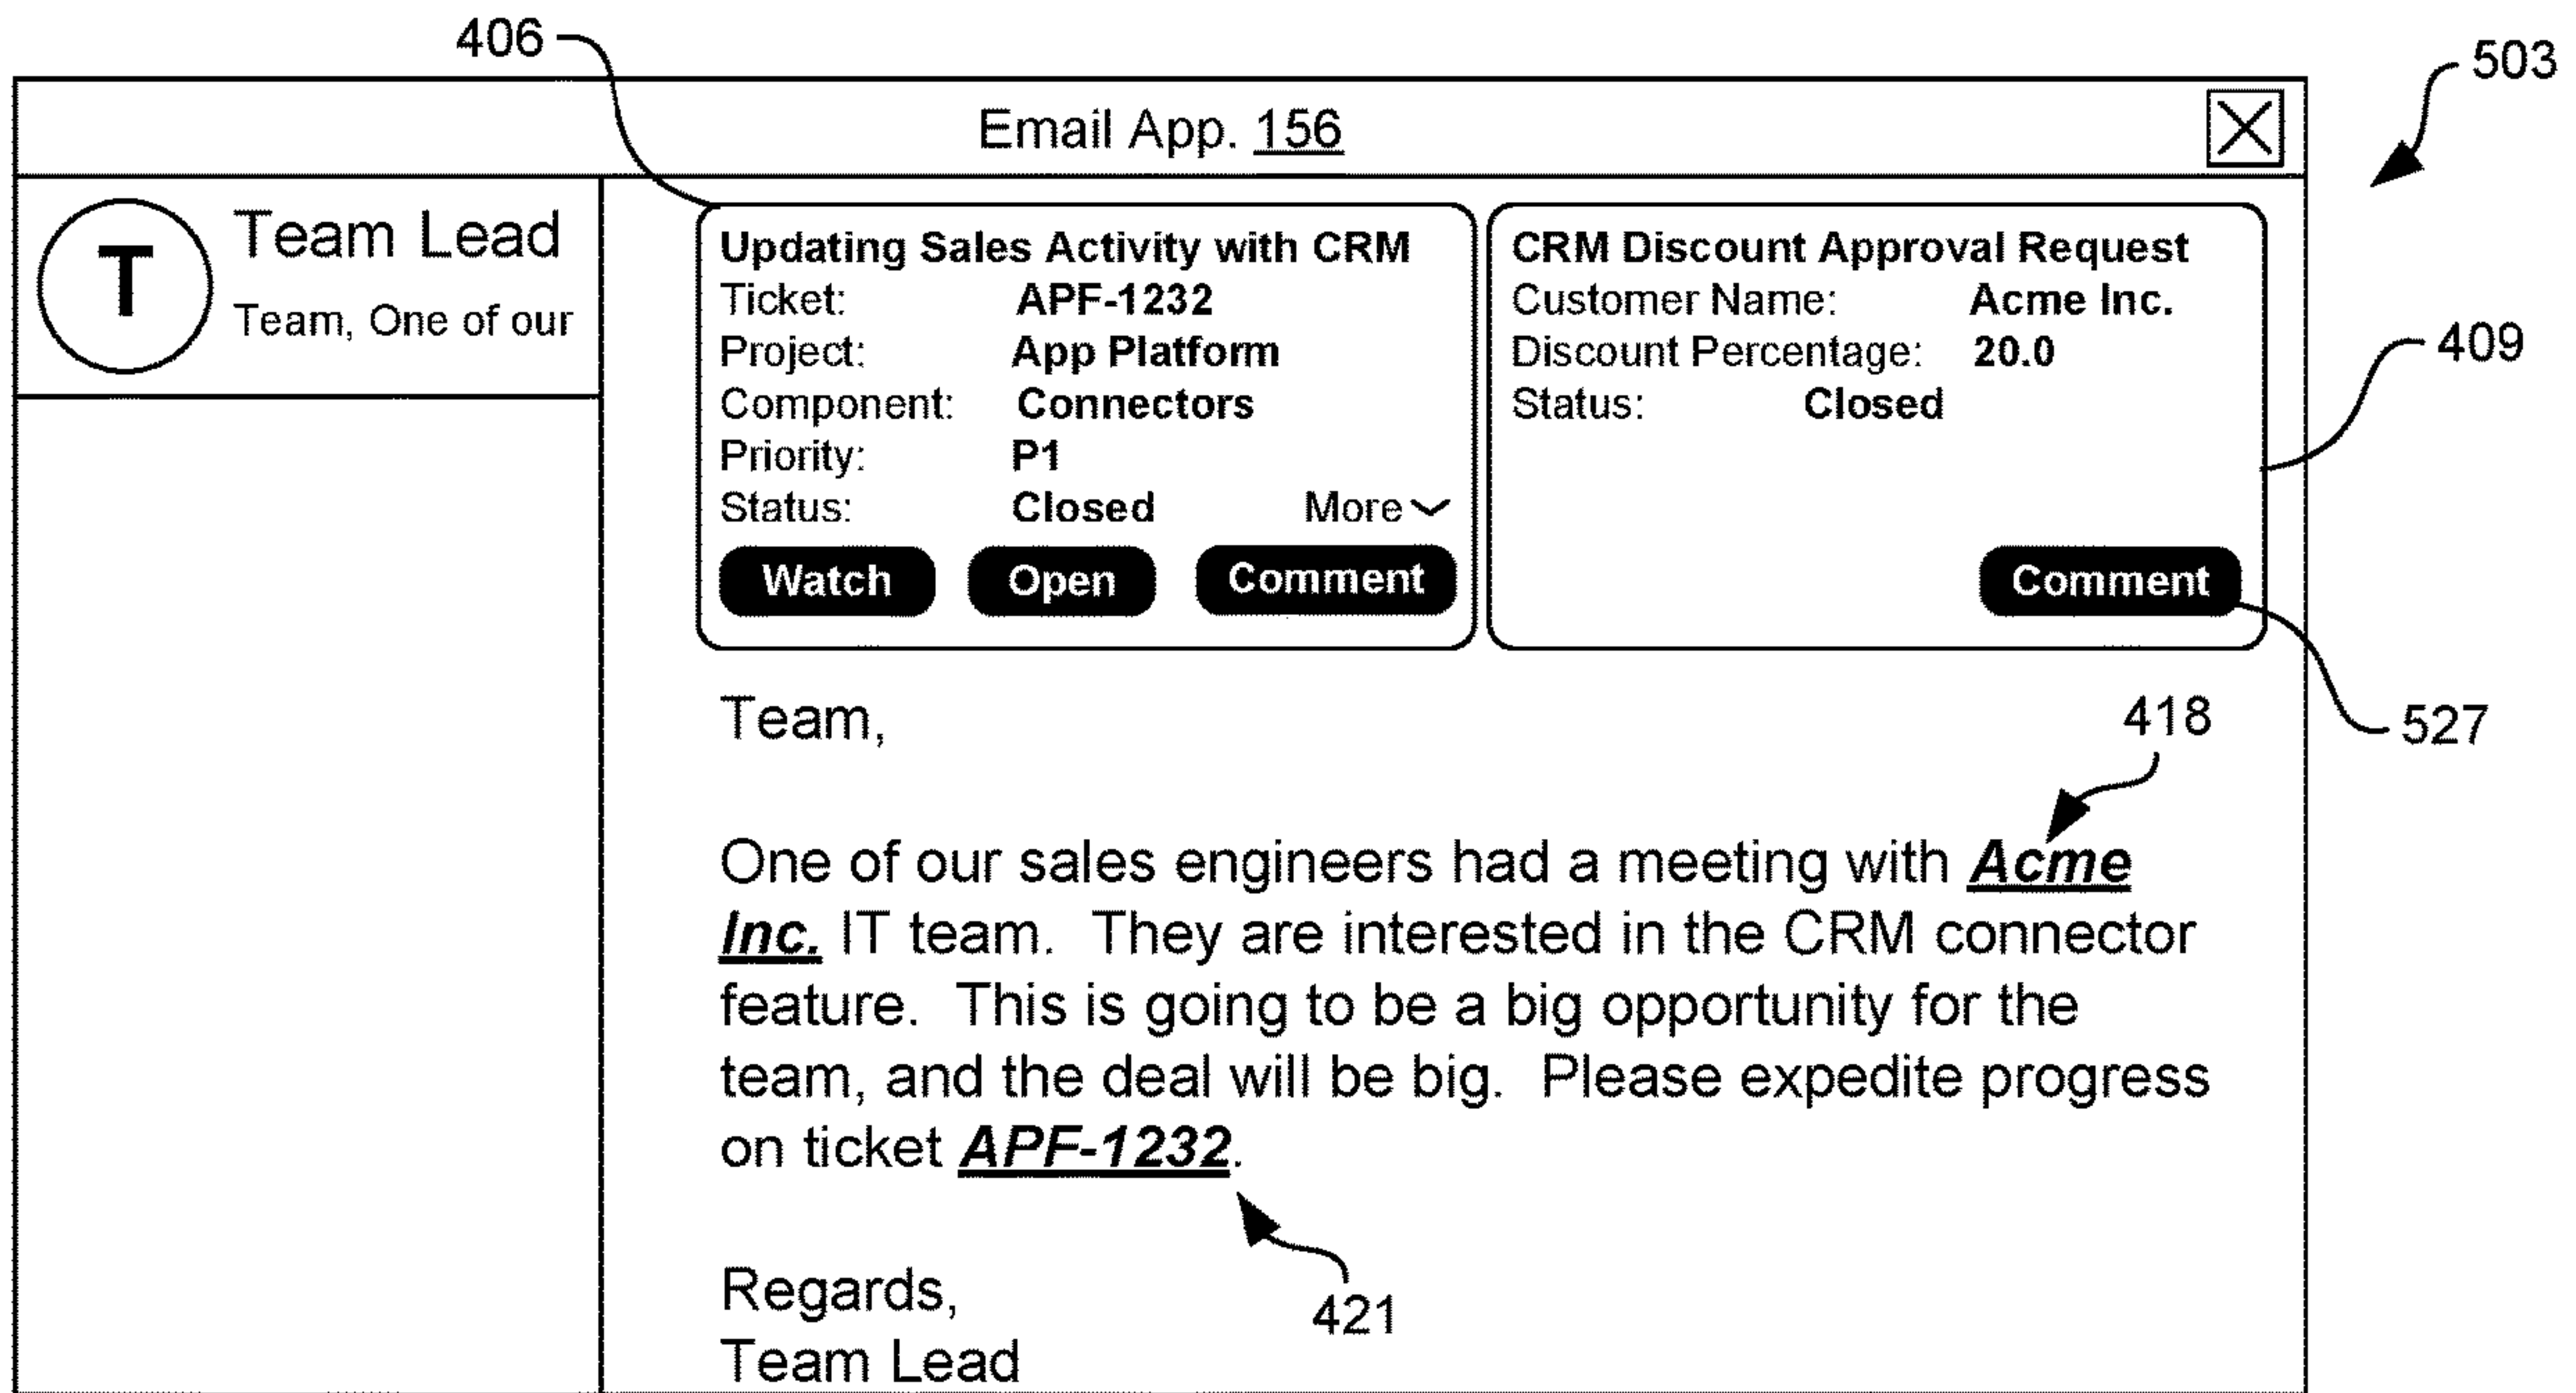 406
503
Email App. 156
T
Team Lead
Team, One of our
Updating Sales Activity with CRM
Ticket: APF-1232
Project: App Platform
Component: Connectors
Priority: P1
Status: Closed More
Watch Open Comment
CRM Discount Approval Request
Customer Name: Acme Inc.
Discount Percentage: 20.0
Status: Closed
Comment
409
527
418
Team,
One of our sales engineers had a meeting with Acme
Inc. IT team. They are interested in the CRM connector
feature. This is going to be a big opportunity for the
team, and the deal will be big. Please expedite progress
on ticket APF-1232.
421
Regards,
Team Lead